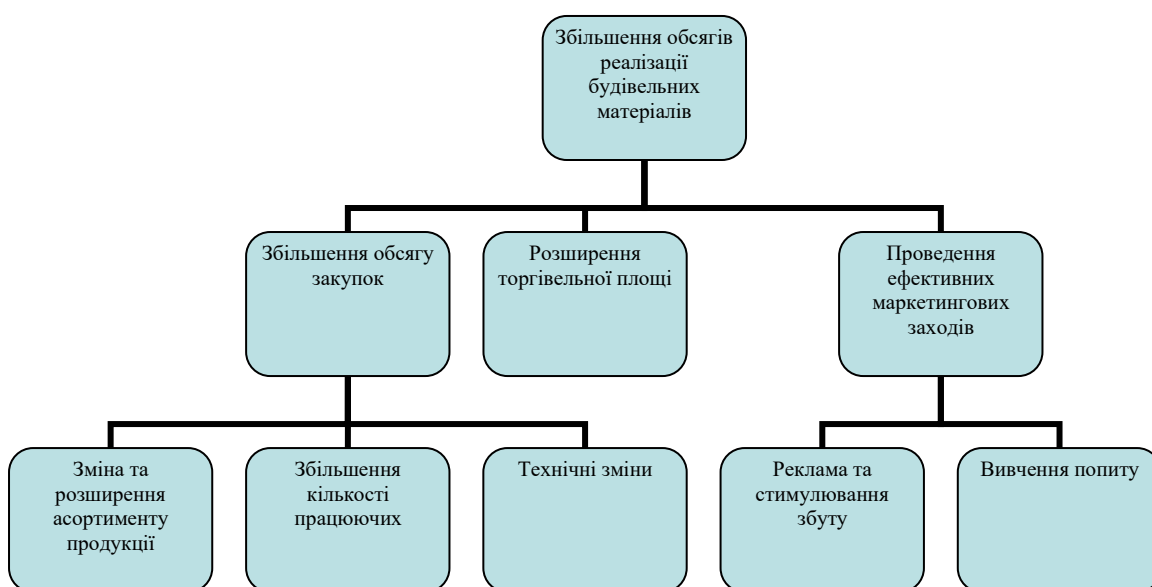 Збільшення обсягів
реалізації
будівельних
матеріалів
Збільшення обсягу
закупок
Розширення
торгівельної площі
Проведення
ефективних
маркетингових
заходів
Зміна та
розширення
асортименту
продукції
Збільшення
кількості
працюючих
Технічні зміни
Реклама та
стимулювання
збуту
Вивчення попиту